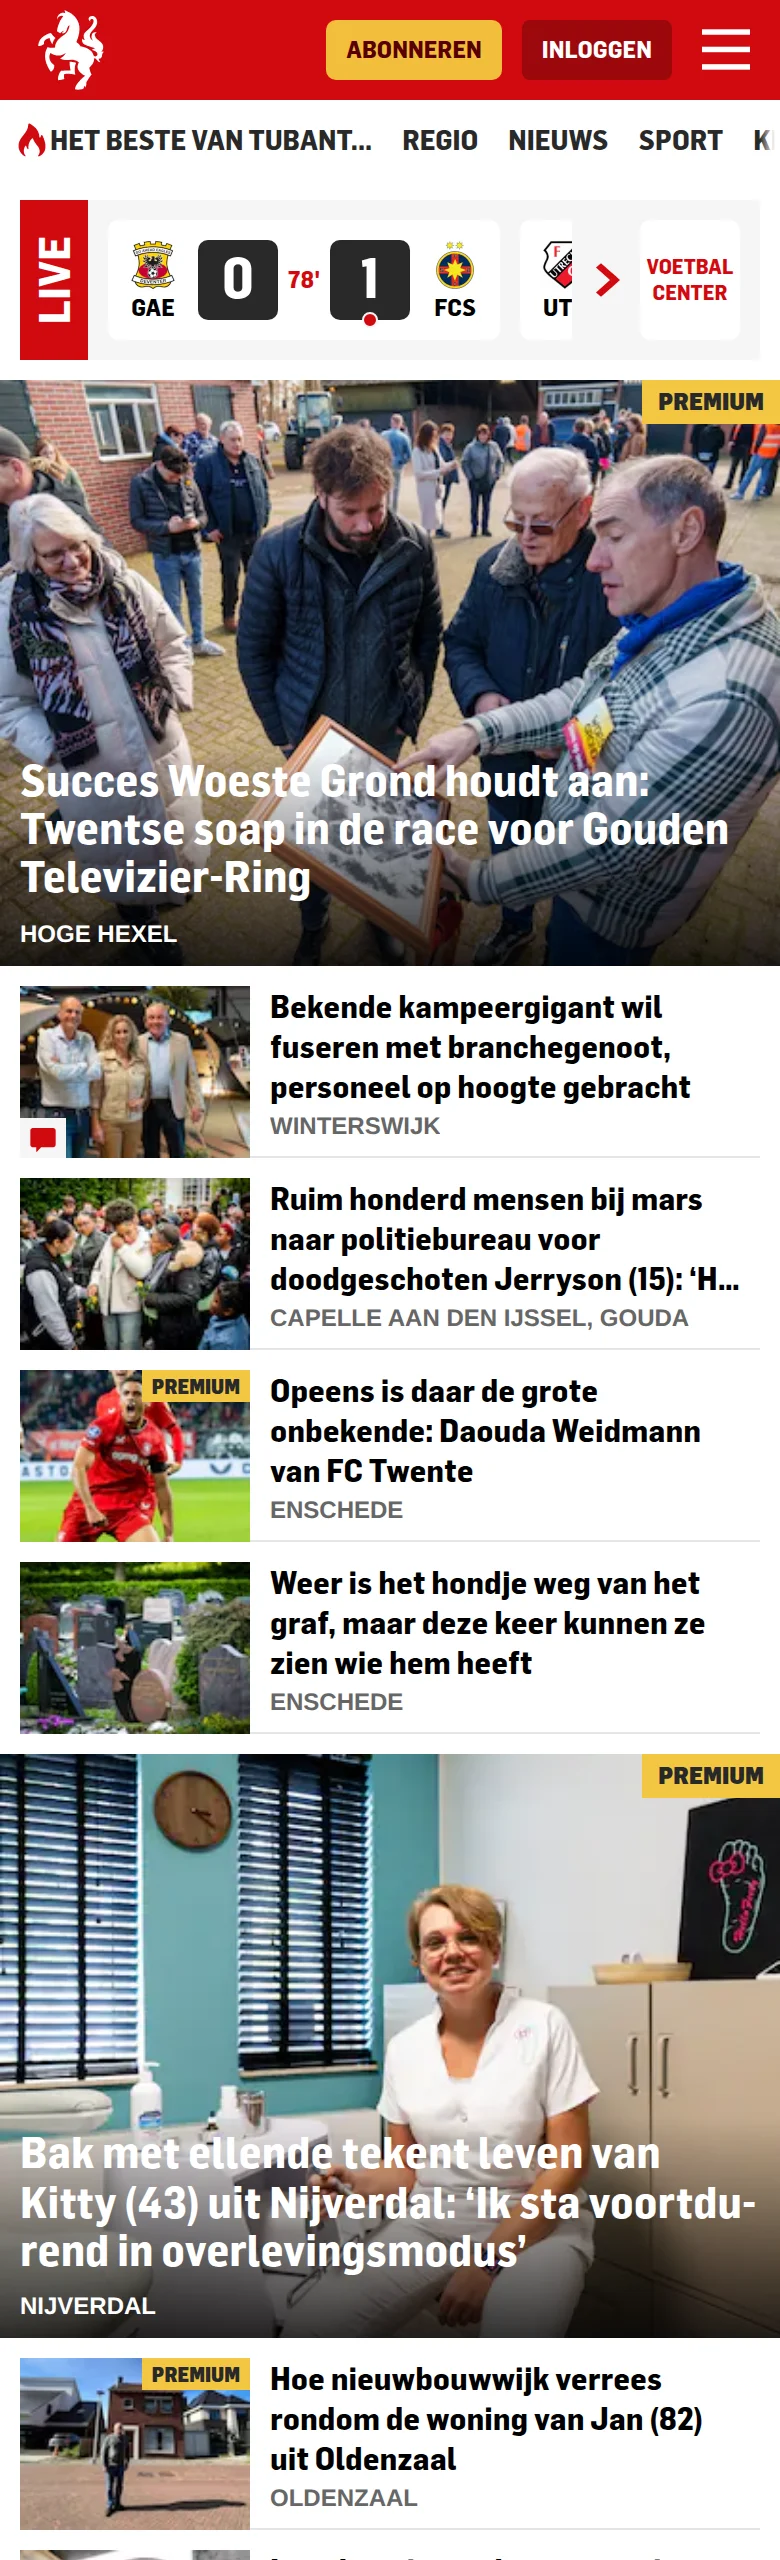 ABONNEREN
INLOGGEN
HET BESTE VAN TUBANT...
REGIO
NIEUWS
SPORT
LIVE
GAE
0
78'
1
FCS
UT
VOETBAL
CENTER
PREMIUM
Succes Woeste Grond houdt aan:
Twentse soap in de race voor Gouden
Televizier-Ring
HOGE HEXEL
Bekende kampeergigant wil
fuseren met branchegenoot,
personeel op hoogte gebracht
WINTERSWIJK
Ruim honderd mensen bij mars
naar politiebureau voor
doodgeschoten Jerryson (15): ‘H...
CAPELLE AAN DEN IJSSEL, GOUDA
PREMIUM
Opeens is daar de grote
onbekende: Daouda Weidmann
van FC Twente
ENSCHEDE
Weer is het hondje weg van het
graf, maar deze keer kunnen ze
zien wie hem heeft
ENSCHEDE
PREMIUM
Bak met ellende tekent leven van
Kitty (43) uit Nijverdal: ‘Ik sta voortdu-
rend in overlevingsmodus’
NIJVERDAL
PREMIUM
Hoe nieuwbouwwijk verrees
rondom de woning van Jan (82)
uit Oldenzaal
OLDENZAAL